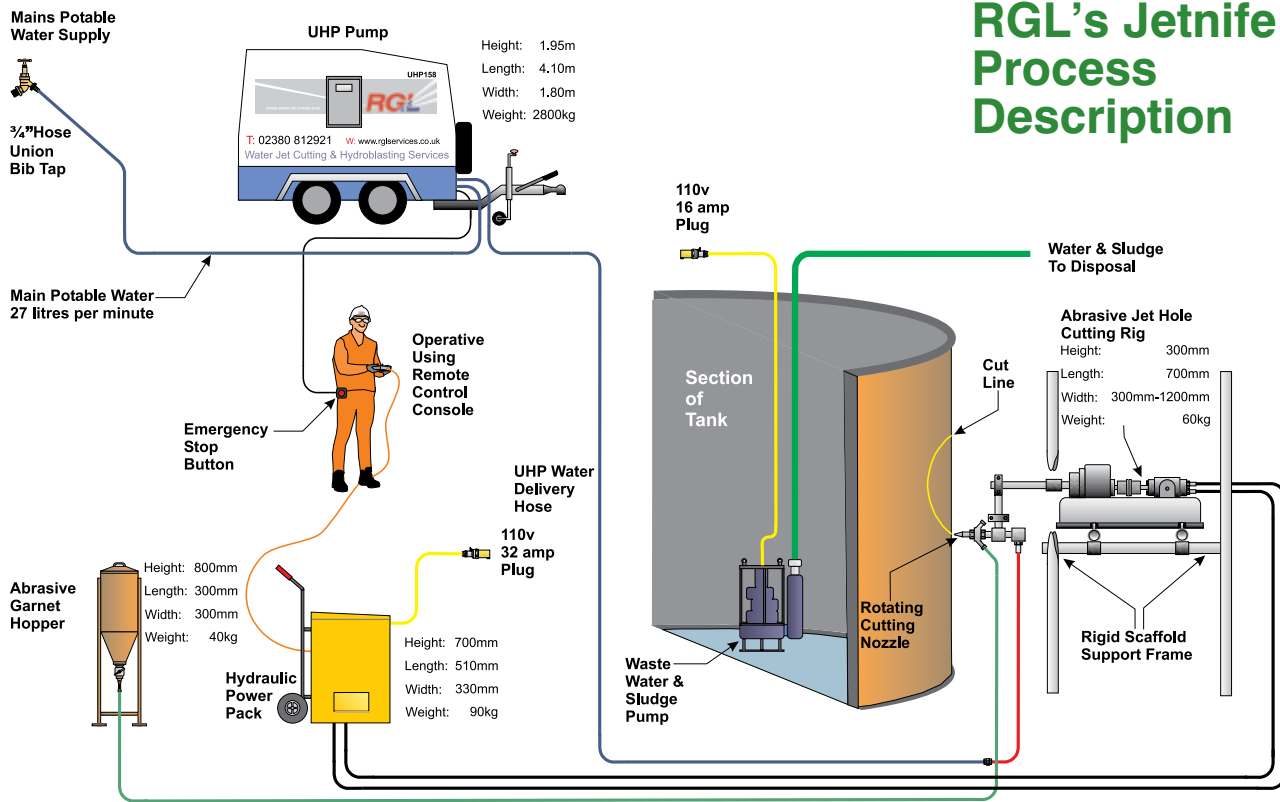 RGL's Jetnife
Process
Description
Mains Potable
Water Supply
¾"Hose
Union
Bib Tap
UHP Pump
UHP158
RGL
T: 02380 812921 W: www.rglservices.co.uk
Water Jet Cutting & Hydroblasting Services
Height: 1.95m
Length: 4.10m
Width: 1.80m
Weight: 2800kg
Main Potable Water
27 litres per minute
Operative
Using
Remote
Control
Console
Emergency
Stop
Button
UHP Water
Delivery
Hose
110v
32 amp
Plug
110v
16 amp
Plug
Water & Sludge
To Disposal
Section
of
Tank
Cut
Line
Abrasive Jet Hole
Cutting Rig
Height: 300mm
Length: 700mm
Width: 300mm-1200mm
Weight: 60kg
Rotating
Cutting
Nozzle
Rigid Scaffold
Support Frame
Waste
Water &
Sludge
Pump
Abrasive
Garnet
Hopper
Height: 800mm
Length: 300mm
Width: 300mm
Weight: 40kg
Hydraulic
Power
Pack
Height: 700mm
Length: 510mm
Width: 330mm
Weight: 90kg